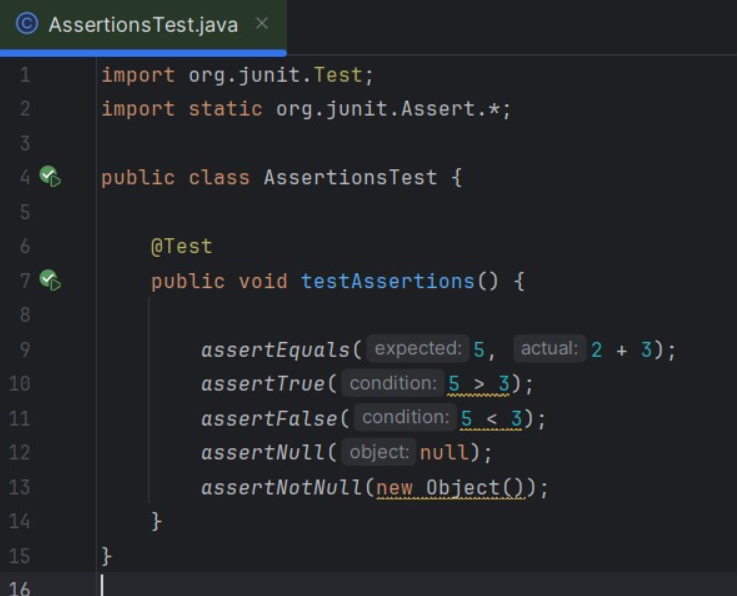 AssertionsTest.java
1 import org.junit.Test;
2 import static org.junit.Assert.*;
3
4 public class AssertionsTest {
5
6 @Test
7 public void testAssertions() {
8
9 assertEquals( expected: 5, actual: 2 + 3);
10 assertTrue( condition: 5 > 3);
11 assertFalse( condition: 5 < 3);
12 assertNull( object: null);
13 assertNotNull(new Object());
14 }
15 }
16